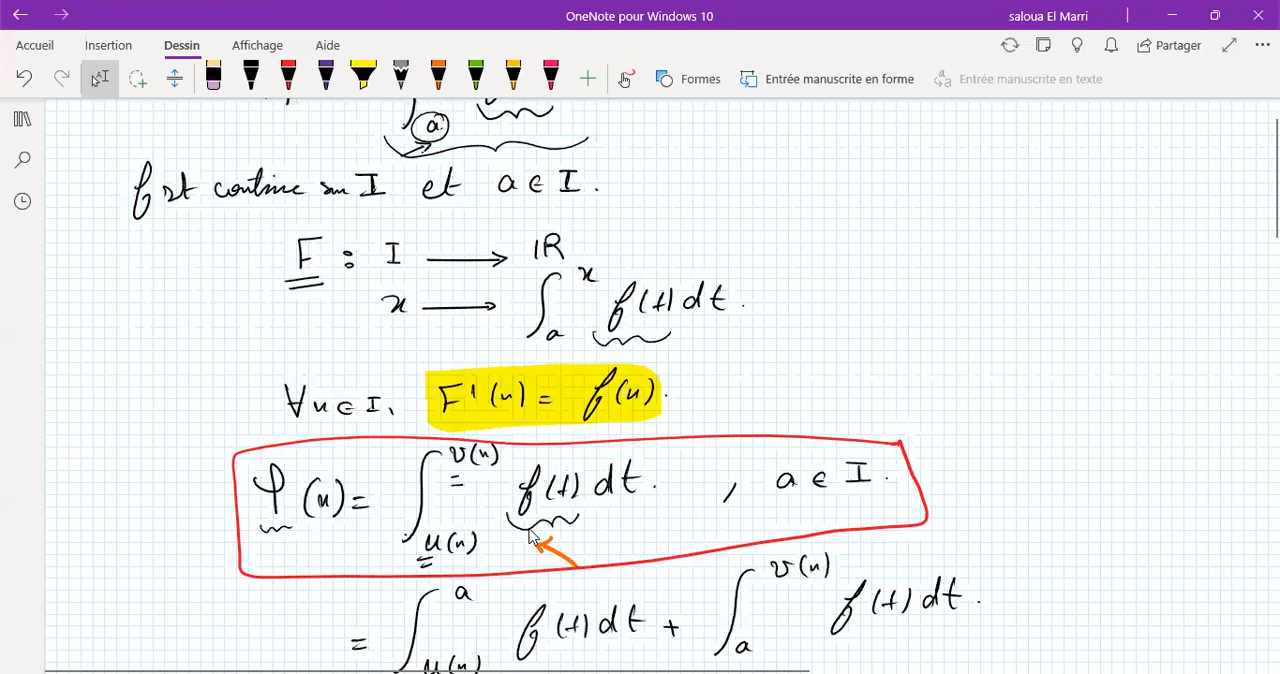 OneNote pour Windows 10
saloua El Marri
Accueil Insertion Dessin Affichage Aide
Partager
Formes Entrée manuscrite en forme Entrée manuscrite en texte
a
f est continue sur I et a ∈ I.
F : I → IR
x → ∫_a^x f(t)dt.
∀x ∈ I, F'(x) = f(x).
φ(x) = ∫_{u(x)}^{v(x)} f(t)dt. , a ∈ I.
= ∫_{u(x)}^a f(t)dt + ∫_a^{v(x)} f(t)dt.